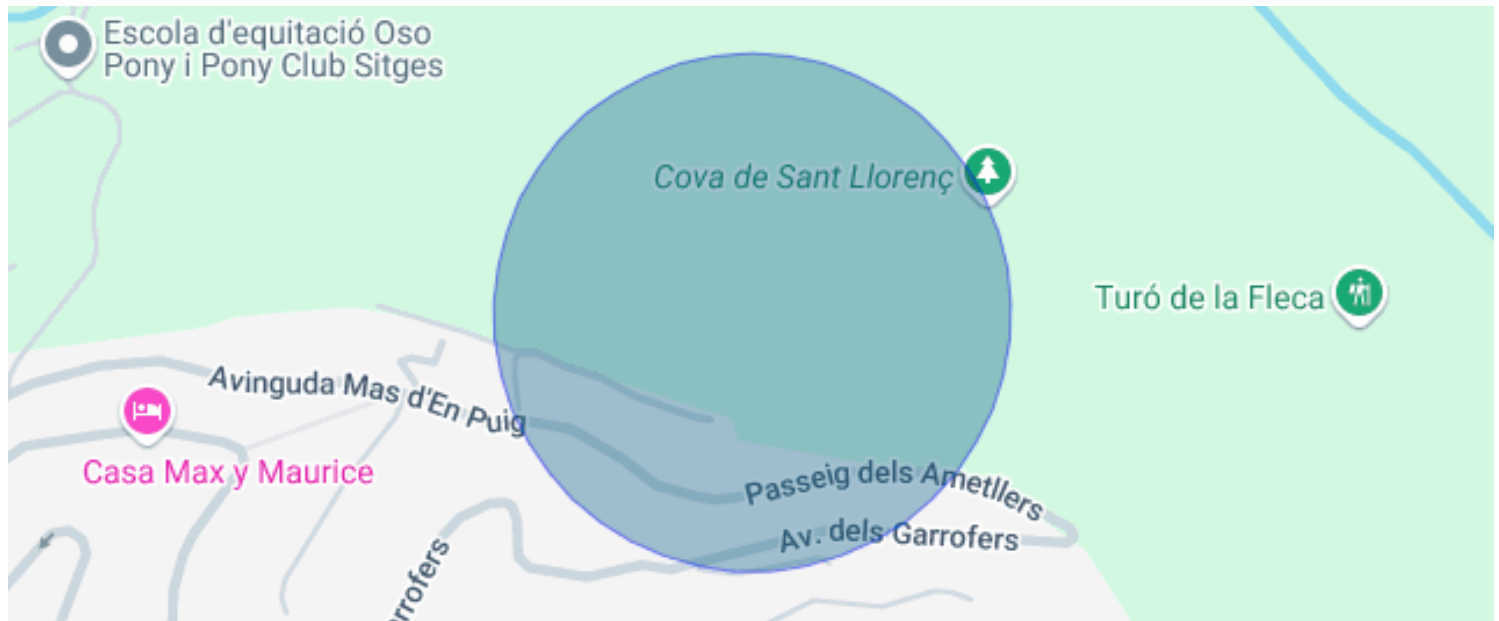 Escola d'equitació Oso
Pony i Pony Club Sitges
Cova de Sant Llorenç
Turó de la Fleca
Avinguda Mas d'En Puig
Casa Max y Maurice
Passeig dels Ametllers
Av. dels Garrofers
rrofers